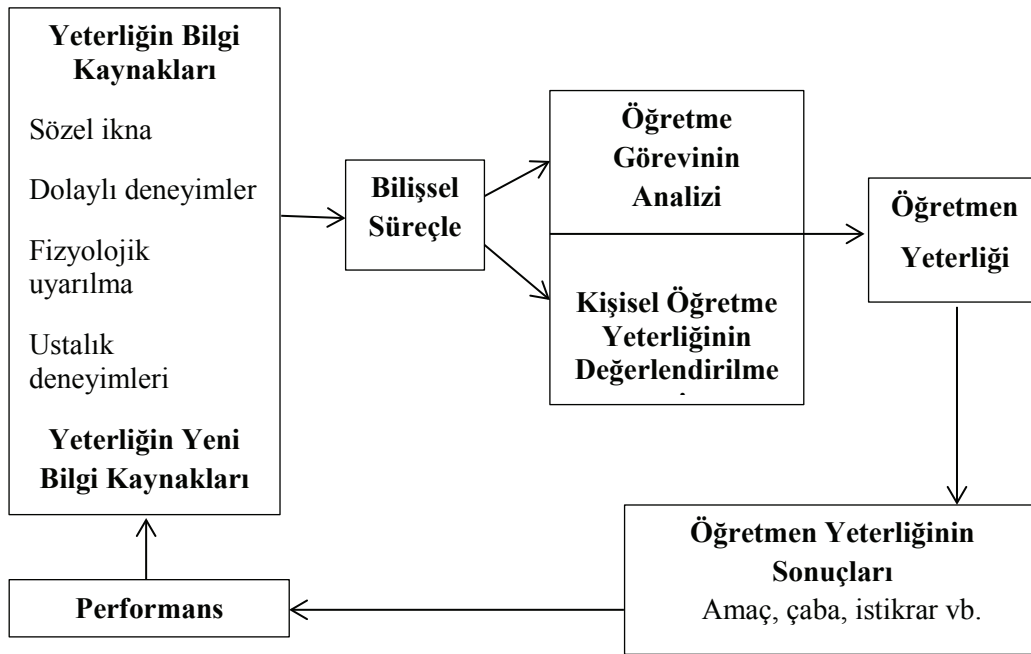 Yeterliğin Bilgi
Kaynakları
Sözel ikna
Dolaylı deneyimler
Fizyolojik
uyarılma
Ustalık
deneyimleri
Yeterliğin Yeni
Bilgi Kaynakları
Bilişsel
Süreçle
Öğretme
Görevinin
Analizi
Kişisel Öğretme
Yeterliğinin
Değerlendirilme
Öğretmen
Yeterliği
Öğretmen Yeterliğinin
Sonuçları
Amaç, çaba, istikrar vb.
Performans